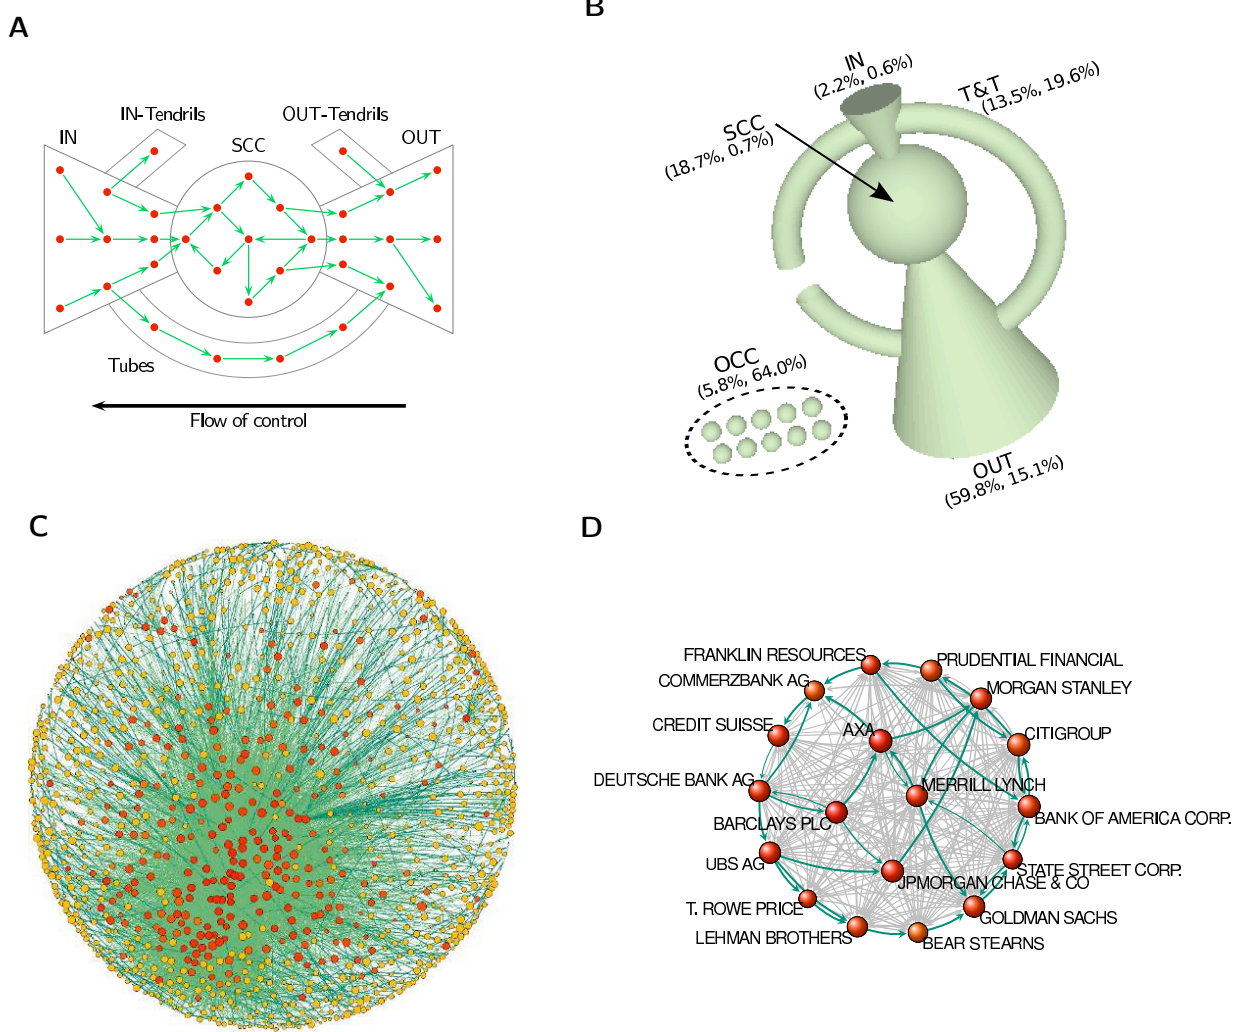 A
IN-Tendrils
OUT-Tendrils
IN
SCC
OUT
Tubes
Flow of control
B
IN
(2.2%, 0.6%)
T&T
(13.5%, 19.6%)
SCC
(18.7%, 0.7%)
OCC
(5.8%, 64.0%)
OUT
(59.8%, 15.1%)
C
D
FRANKLIN RESOURCES
PRUDENTIAL FINANCIAL
COMMERZBANK AG
MORGAN STANLEY
CREDIT SUISSE
AXA
CITIGROUP
DEUTSCHE BANK AG
MERRILL LYNCH
BARCLAYS PLC
BANK OF AMERICA CORP.
UBS AG
STATE STREET CORP.
JPMORGAN CHASE & CO
T. ROWE PRICE
GOLDMAN SACHS
LEHMAN BROTHERS
BEAR STEARNS